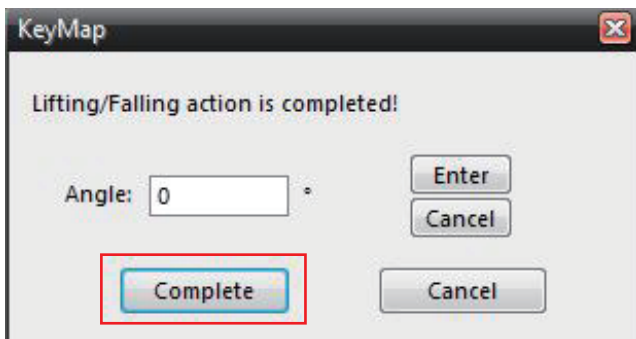 KeyMap
Lifting/Falling action is completed!
Angle: 0 °
Enter
Cancel
Complete
Cancel